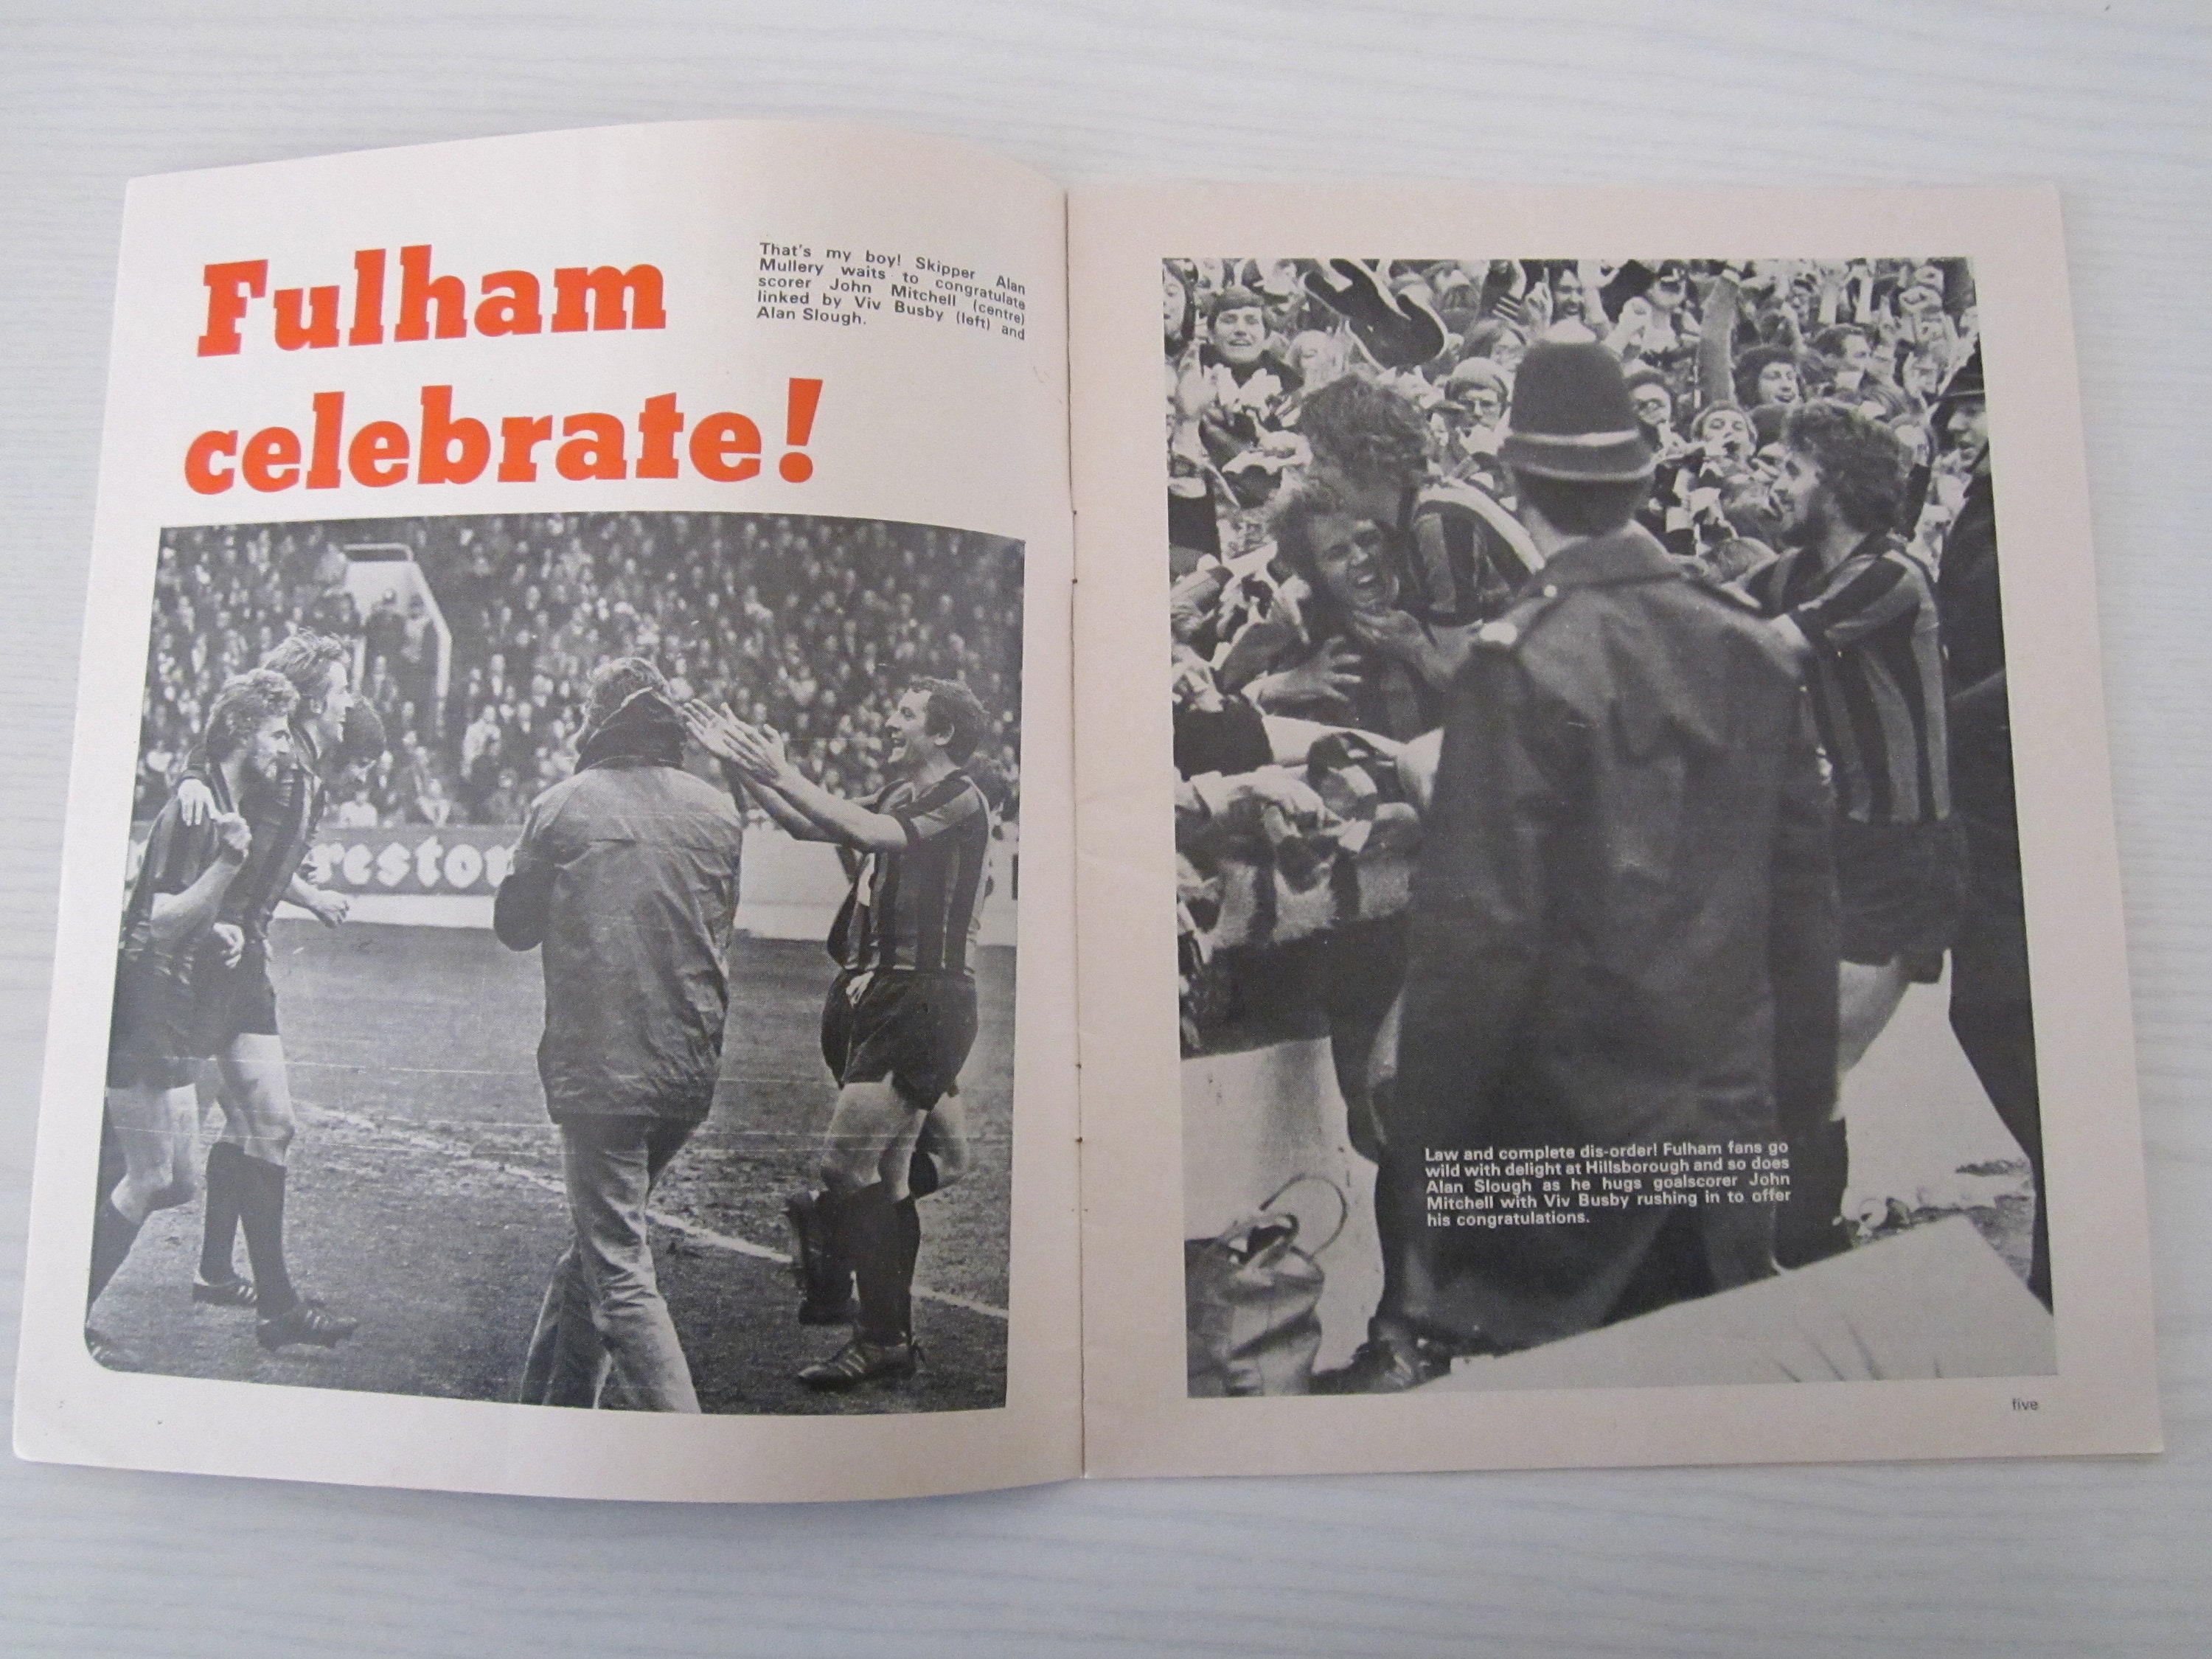 Fulham
celebrate!
That's my boy! Skipper Alan
Mullery waits to congratulate
scorer John Mitchell (centre)
linked by Viv Busby (left) and
Alan Slough.
restor
Law and complete dis-order! Fulham fans go
wild with delight at Hillsborough and so does
Alan Slough as he hugs goalscorer John
Mitchell with Viv Busby rushing in to offer
his congratulations.
five